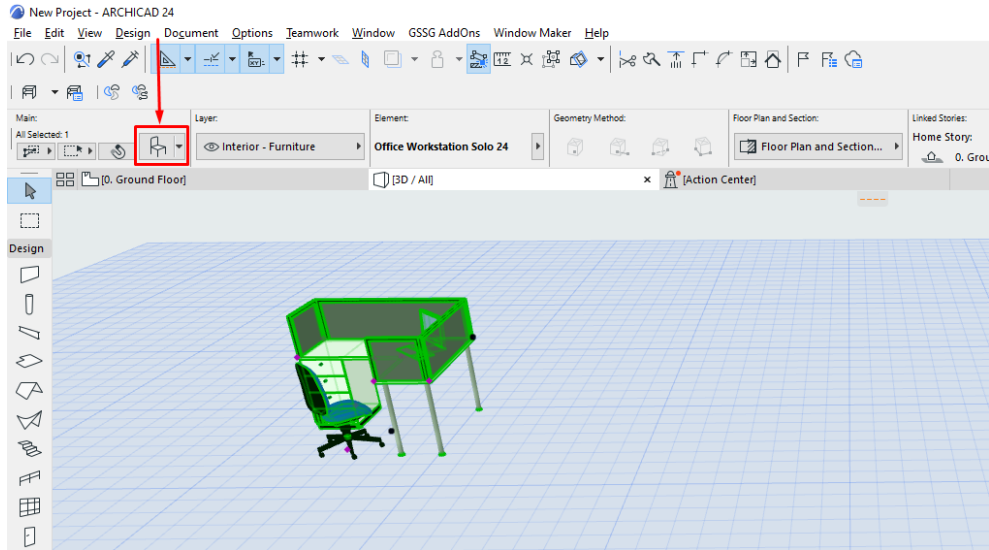 New Project - ARCHICAD 24
File Edit View Design Document Options Teamwork Window GSSG AddOns Window Maker Help
Main:
All Selected: 1
Layer:
Interior - Furniture
Element:
Office Workstation Solo 24
Geometry Method:
Floor Plan and Section:
Floor Plan and Section...
Linked Stories:
Home Story:
0. Grou
[0. Ground Floor]
[3D / All]
[Action Center]
Design